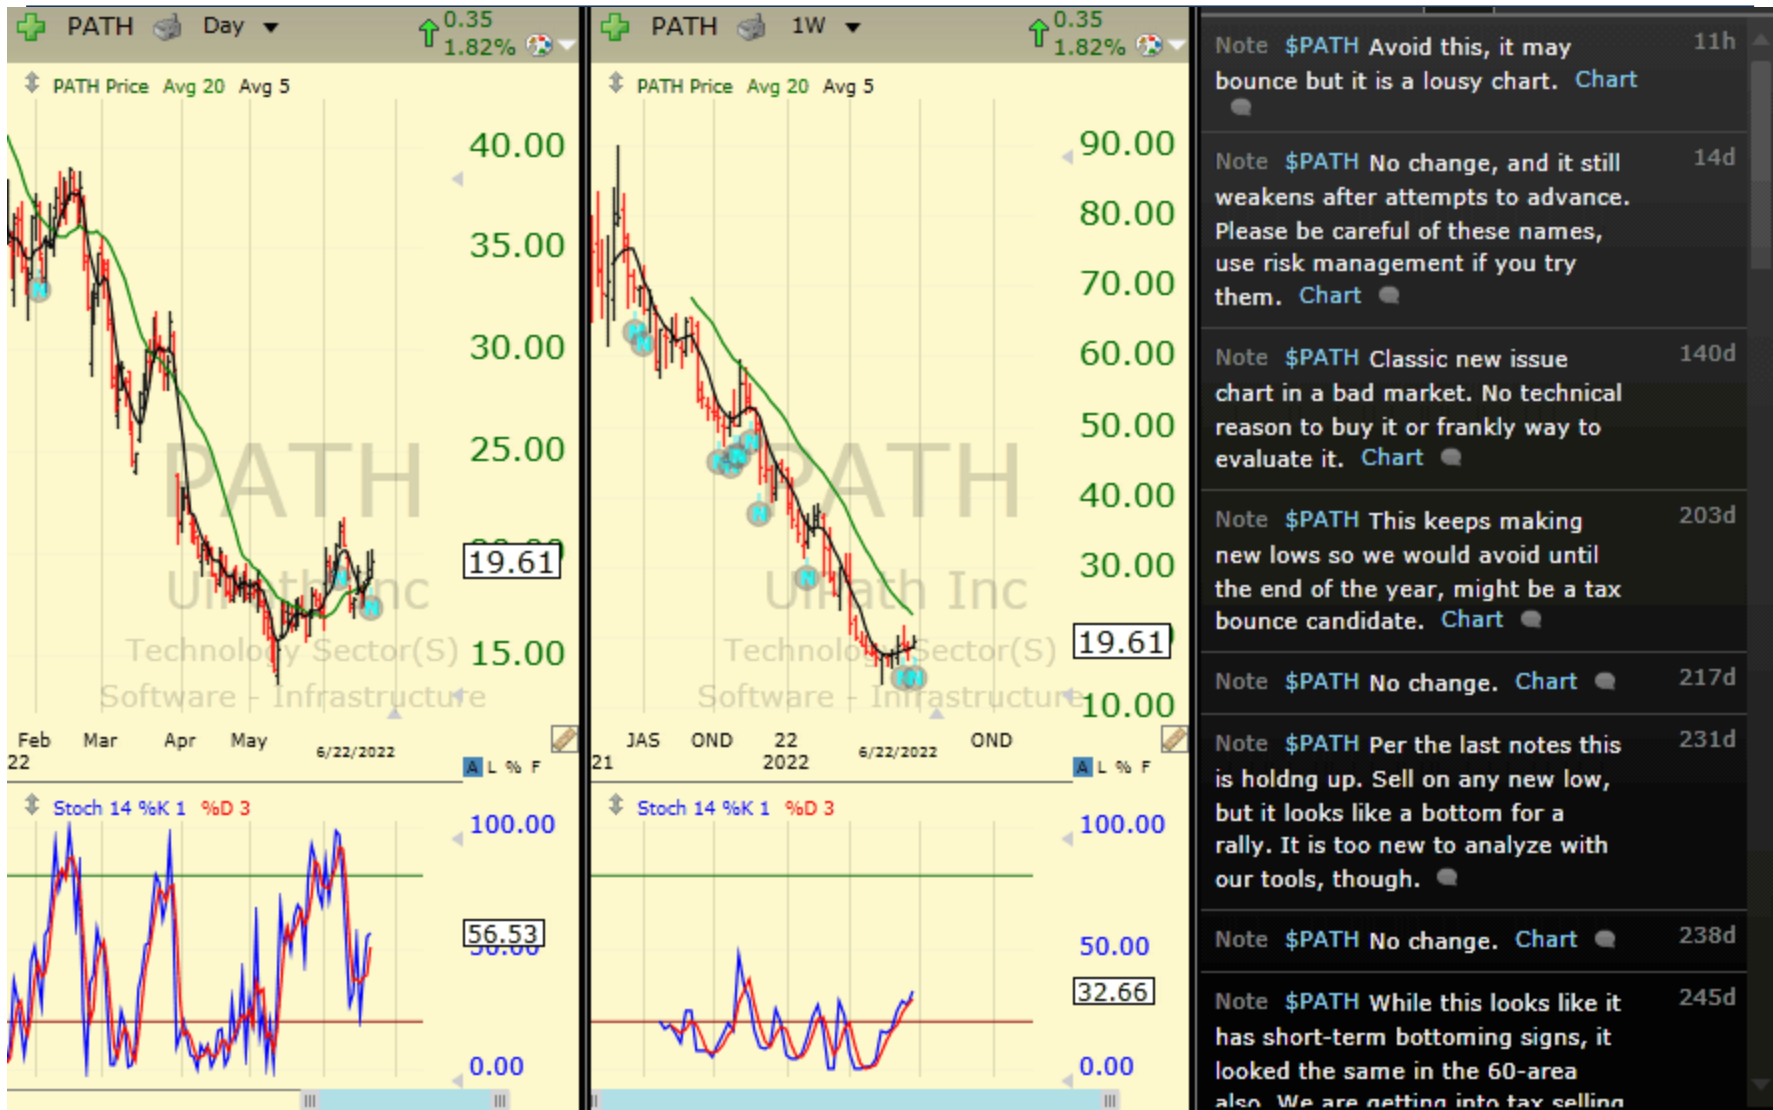 PATH Day 0.35
1.82%
PATH Price Avg 20 Avg 5
40.00
35.00
30.00
25.00
19.61
15.00
PATH
UiPath Inc
Technology Sector(S)
Software - Infrastructure
Feb Mar Apr May 6/22/2022
22
A L % F
Stoch 14 %K 1 %D 3
100.00
56.53
50.00
0.00
PATH 1W 0.35
1.82%
PATH Price Avg 20 Avg 5
90.00
80.00
70.00
60.00
50.00
40.00
30.00
19.61
10.00
PATH
UiPath Inc
Technology Sector(S)
Software - Infrastructure
JAS OND 22 6/22/2022 OND
21 2022
A L % F
Stoch 14 %K 1 %D 3
100.00
50.00
32.66
0.00
Note $PATH Avoid this, it may 11h
bounce but it is a lousy chart. Chart
Note $PATH No change, and it still 14d
weakens after attempts to advance.
Please be careful of these names,
use risk management if you try
them. Chart
Note $PATH Classic new issue 140d
chart in a bad market. No technical
reason to buy it or frankly way to
evaluate it. Chart
Note $PATH This keeps making 203d
new lows so we would avoid until
the end of the year, might be a tax
bounce candidate. Chart
Note $PATH No change. Chart 217d
Note $PATH Per the last notes this 231d
is holdng up. Sell on any new low,
but it looks like a bottom for a
rally. It is too new to analyze with
our tools, though.
Note $PATH No change. Chart 238d
Note $PATH While this looks like it 245d
has short-term bottoming signs, it
looked the same in the 60-area
also. We are getting into tax selling